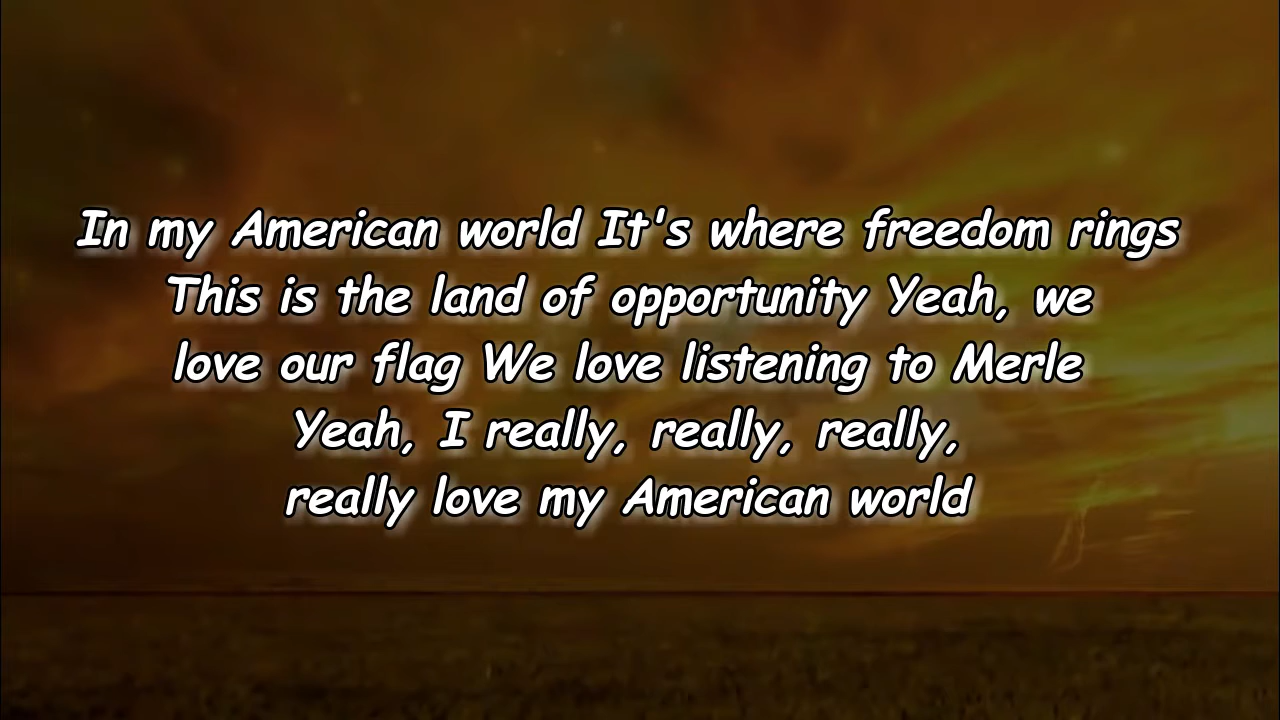 In my American world It's where freedom rings
This is the land of opportunity Yeah, we
love our flag We love listening to Merle
Yeah, I really, really, really,
really love my American world